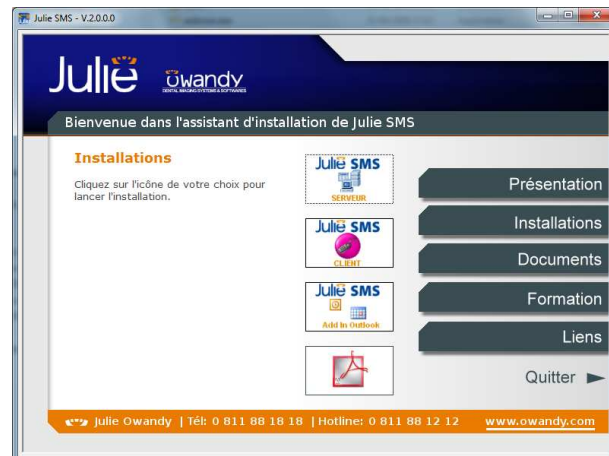 Julie SMS - V.2.0.0.0
Julie
owandy
DENTAL IMAGING SYSTEMS & SOFTWARES
Bienvenue dans l'assistant d'installation de Julie SMS
Installations
Cliquez sur l'icône de votre choix pour
lancer l'installation.
Julie SMS
SERVEUR
Julie SMS
CLIENT
Julie SMS
Add In Outlook
Présentation
Installations
Documents
Formation
Liens
Quitter
Julie Owandy | Tél: 0 811 88 18 18 | Hotline: 0 811 88 12 12 www.owandy.com